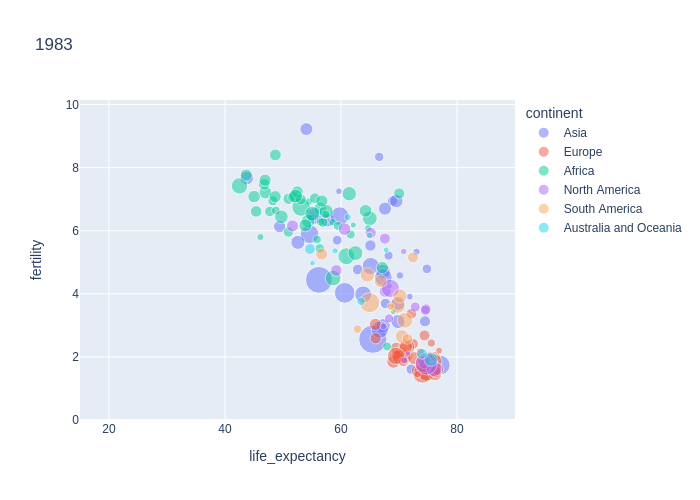 1983
continent
Asia
Europe
Africa
North America
South America
Australia and Oceania
fertility
10
8
6
4
2
0
20
40
60
80
life_expectancy